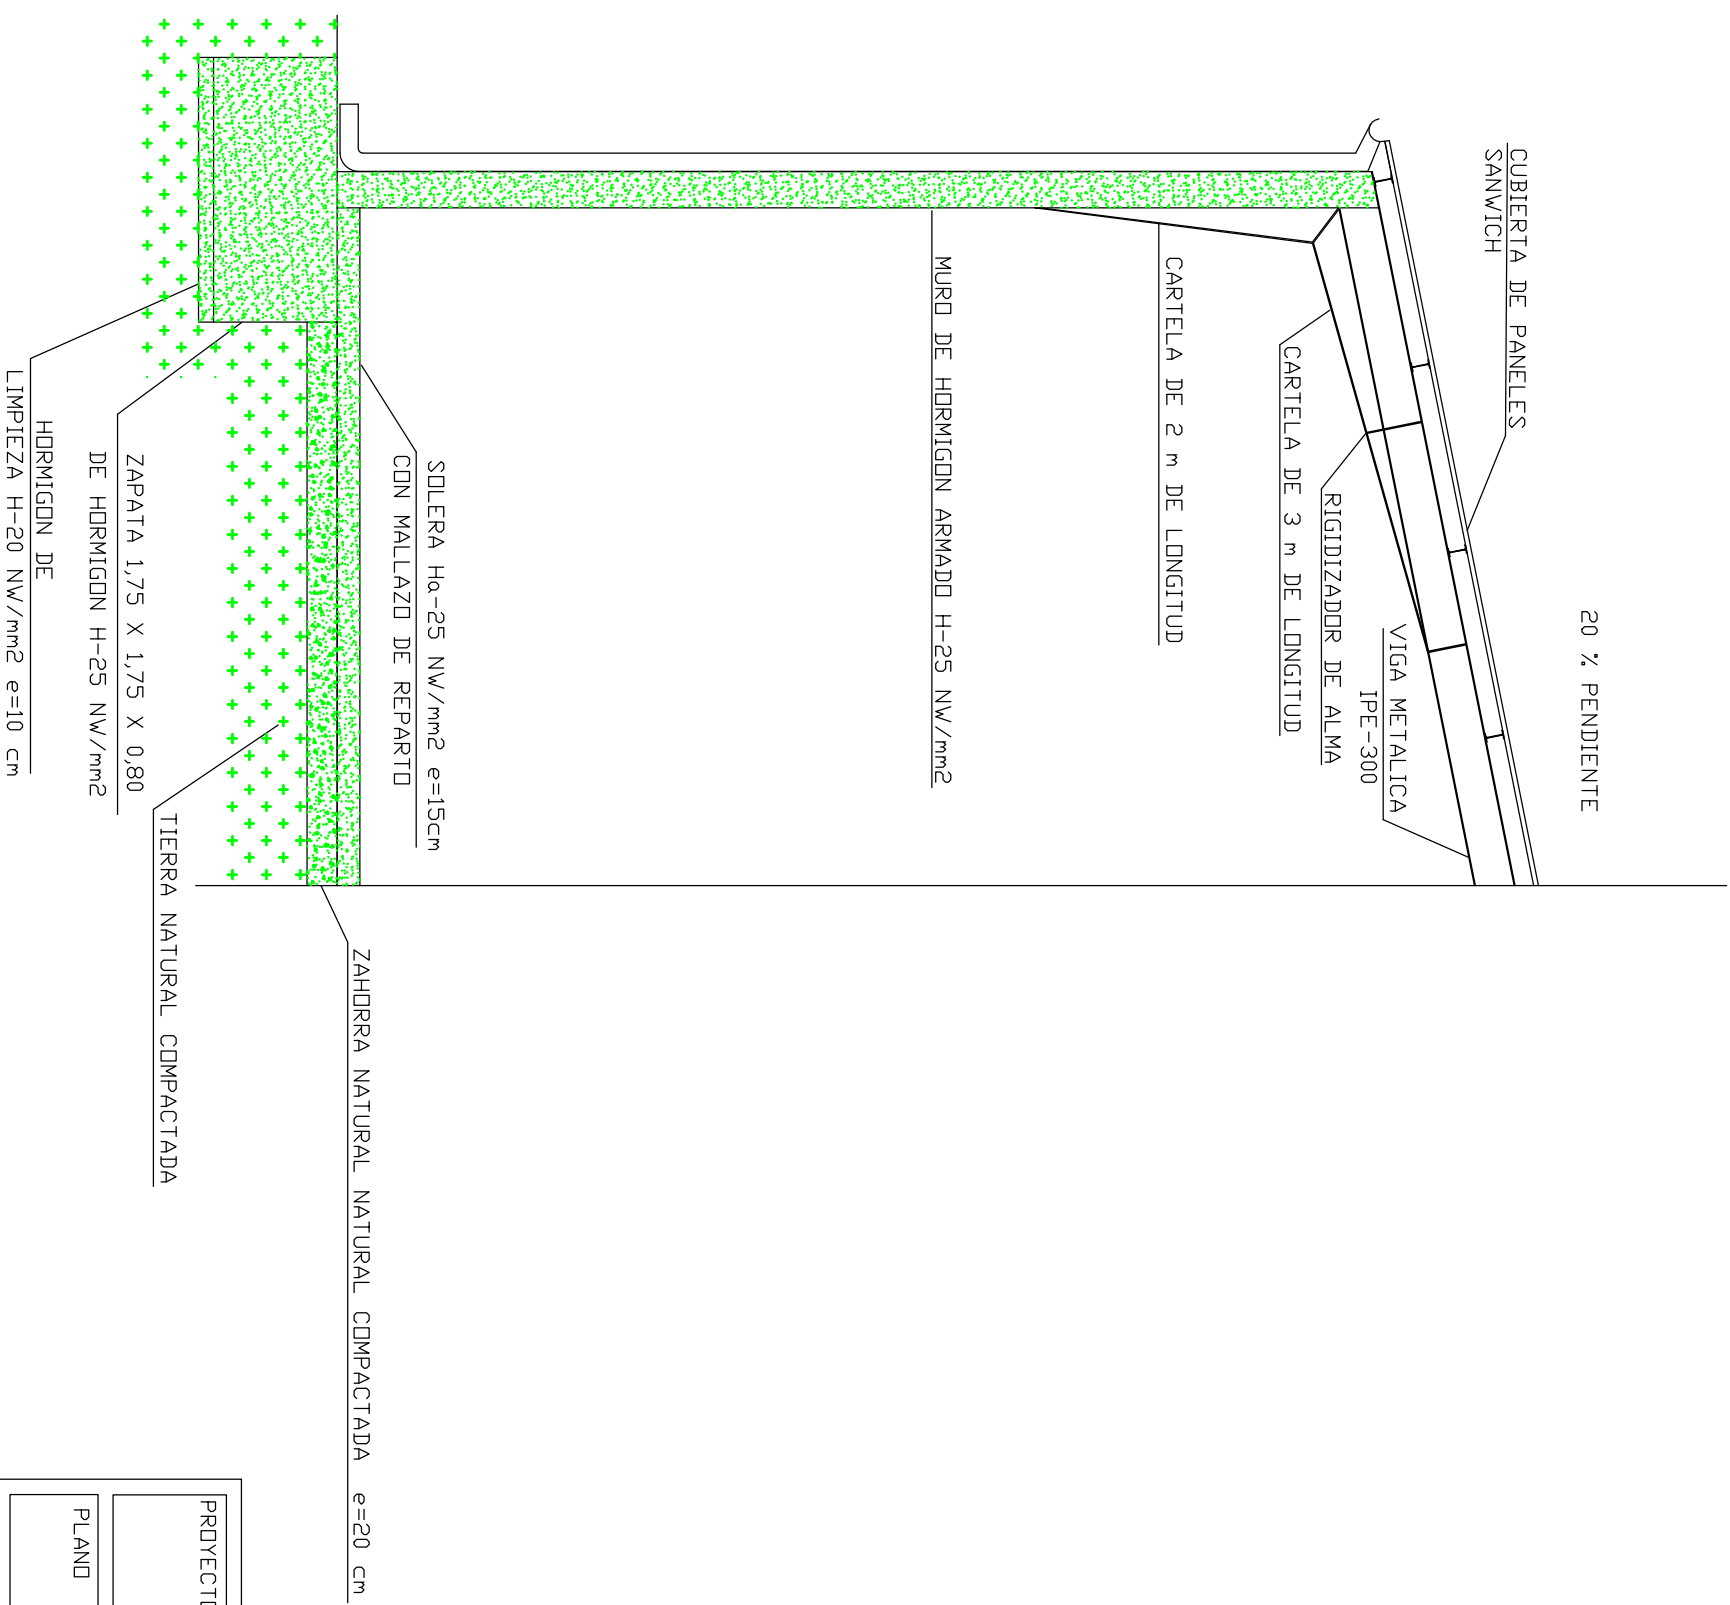 20 % PENDIENTE
CUBIERTA DE PANELES
SANWICH
VIGA METALICA
IPE-300
RIGIDIZADOR DE ALMA
CARTELA DE 3 m DE LONGITUD
CARTELA DE 2 m DE LONGITUD
MURO DE HORMIGON ARMADO H-25 NW/mm2
SOLERA Ha-25 NW/mm2 e=15cm
CON MALLAZO DE REPARTO
ZAHORRA NATURAL NATURAL COMPACTADA e=20 cm
TIERRA NATURAL COMPACTADA
ZAPATA 1,75 X 1,75 X 0,80
DE HORMIGON H-25 NW/mm2
HORMIGON DE
LIMPIEZA H-20 NW/mm2 e=10 cm
PROYECTO
PLANO